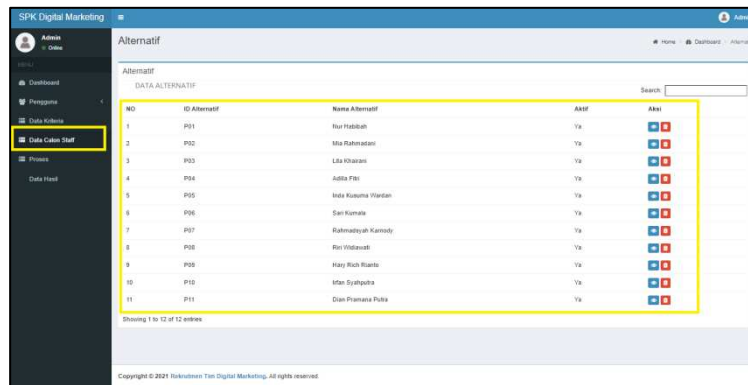 SPK Digital Marketing
Admin
Admin
Online
MENU
Dashboard
Pengguna
Data Kriteria
Data Calon Staff
Proses
Data Hasil
Alternatif
Home
Dashboard
Alternatif
DATA ALTERNATIF
Search:
NO ID Alternatif Nama Alternatif Aktif Aksi
1 P01 Nur Habibah Ya
2 P02 Mia Rahmadani Ya
3 P03 Lita Khairani Ya
4 P04 Adilla Fitri Ya
5 P05 Inda Kusuma Wardan Ya
6 P06 Sari Kumala Ya
7 P07 Rahmadsyah Ya
8 P08 Rini Widiawati Ya
9 Hary Rich Rianto Ya
10 P10 Irfan Syahputra Ya
11 P11 Dian Pramana Putra Ya
Showing 1 to 12 of 12 entries
Copyright © 2021 Rekrutmen Tim Digital Marketing. All rights reserved.